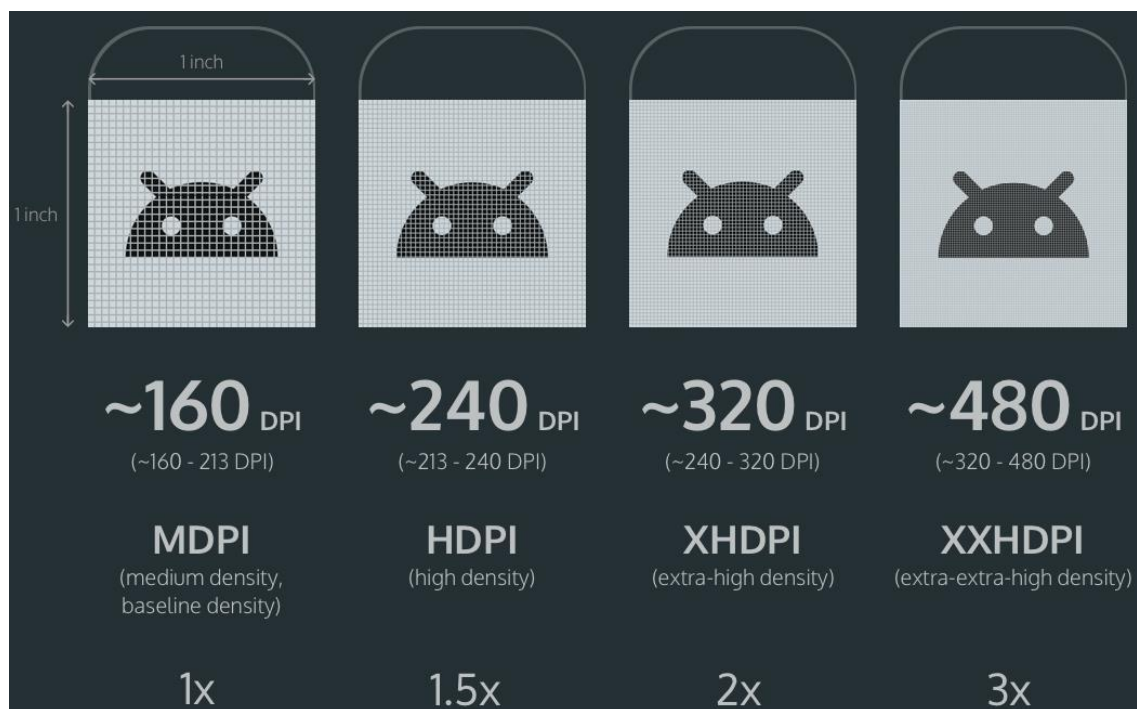 1 inch
1 inch
~160 DPI
(~160 - 213 DPI)
MDPI
(medium density,
baseline density)
1x
~240 DPI
(~213 - 240 DPI)
HDPI
(high density)
1.5x
~320 DPI
(~240 - 320 DPI)
XHDPI
(extra-high density)
2x
~480 DPI
(~320 - 480 DPI)
XXHDPI
(extra-extra-high density)
3x